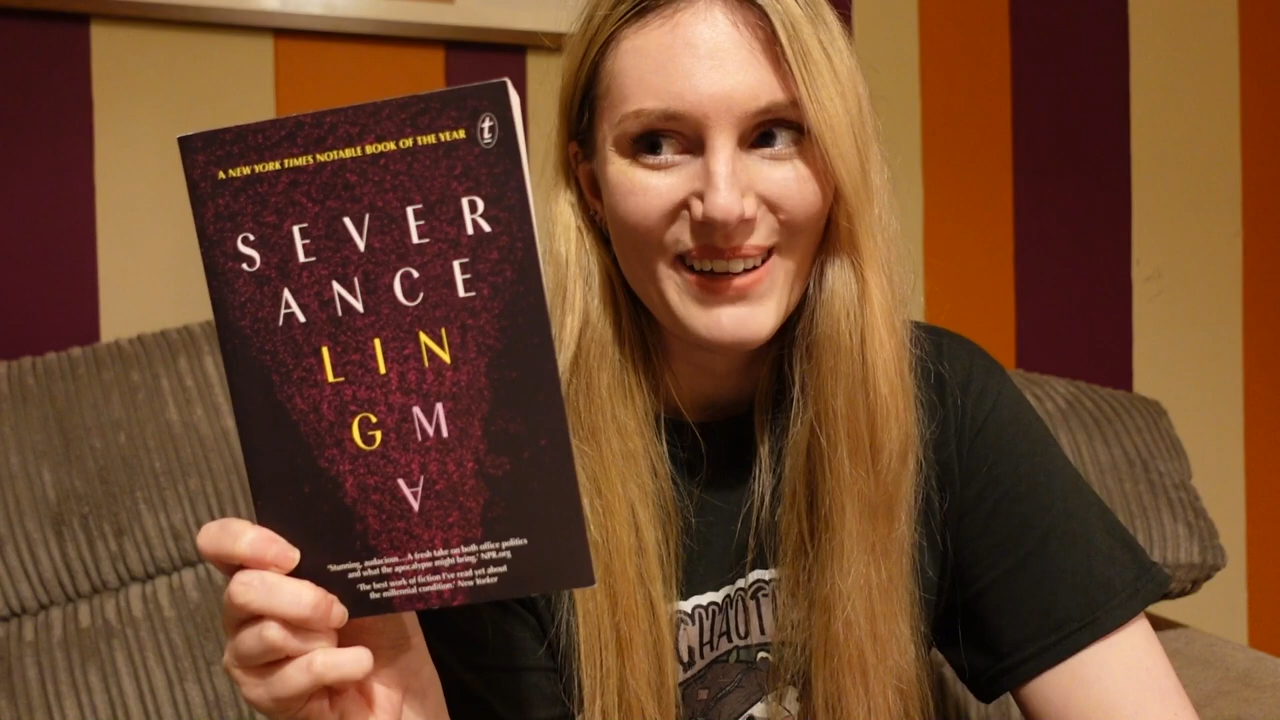 A NEW YORK TIMES NOTABLE BOOK OF THE YEAR
t
SEVER
ANCE
LIN
G M
A
'Stunning, audacious...A fresh take on both office politics
and what the apocalypse might bring.' NPR.org
'The best work of fiction I've read yet about
the millennial condition.' New Yorker
CHAOTI